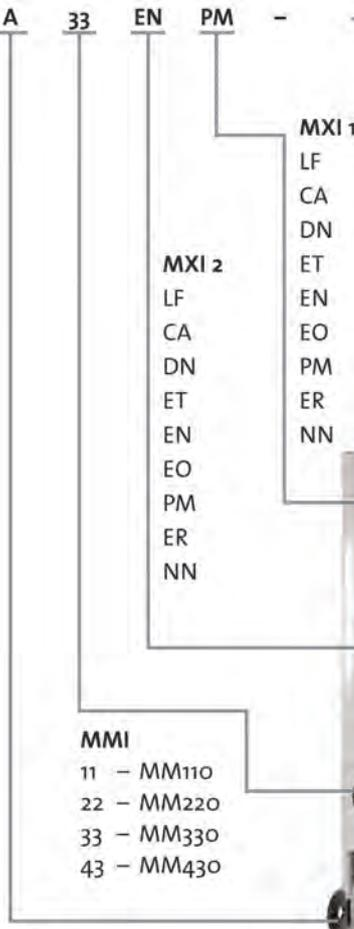 A 33 EN PM –
MXI 1
LF
CA
DN
ET
EN
EO
PM
ER
NN
MXI 2
LF
CA
DN
ET
EN
EO
PM
ER
NN
MMI
11 – MM110
22 – MM220
33 – MM330
43 – MM430